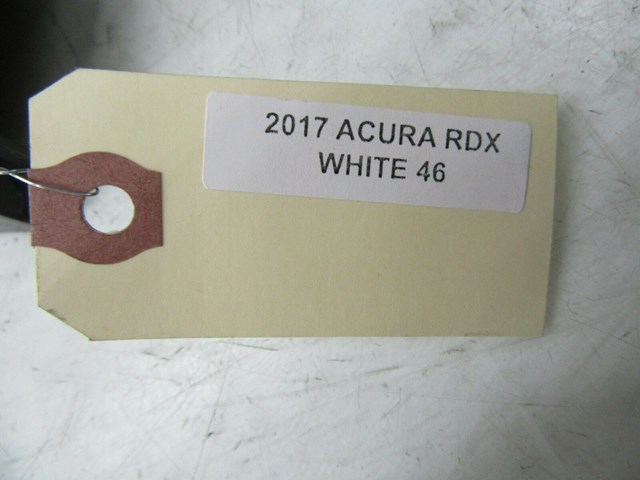 2017 ACURA RDX
WHITE 46